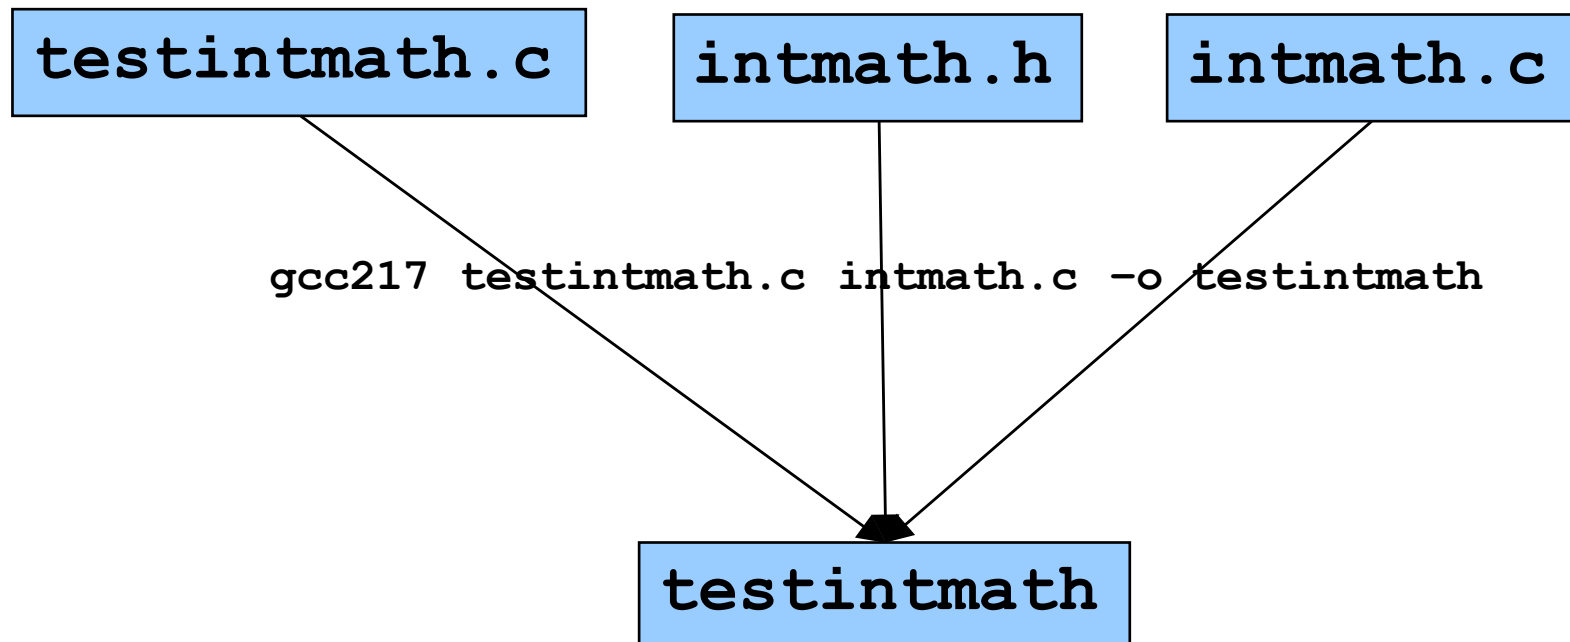 testintmath.c
intmath.h
intmath.c
gcc217 testintmath.c intmath.c –o testintmath
testintmath